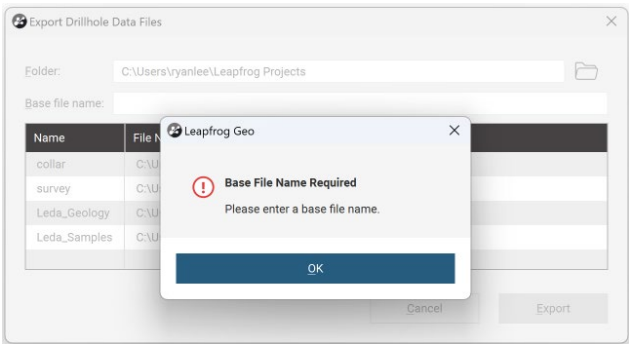 Export Drillhole Data Files
Folder: C:\Users\ryanlee\Leapfrog Projects
Base file name:
Leapfrog Geo
Name File N
collar C:\U
survey C:\U
Leda_Geology C:\U
Leda_Samples C:\U
Base File Name Required
Please enter a base file name.
OK
Cancel Export